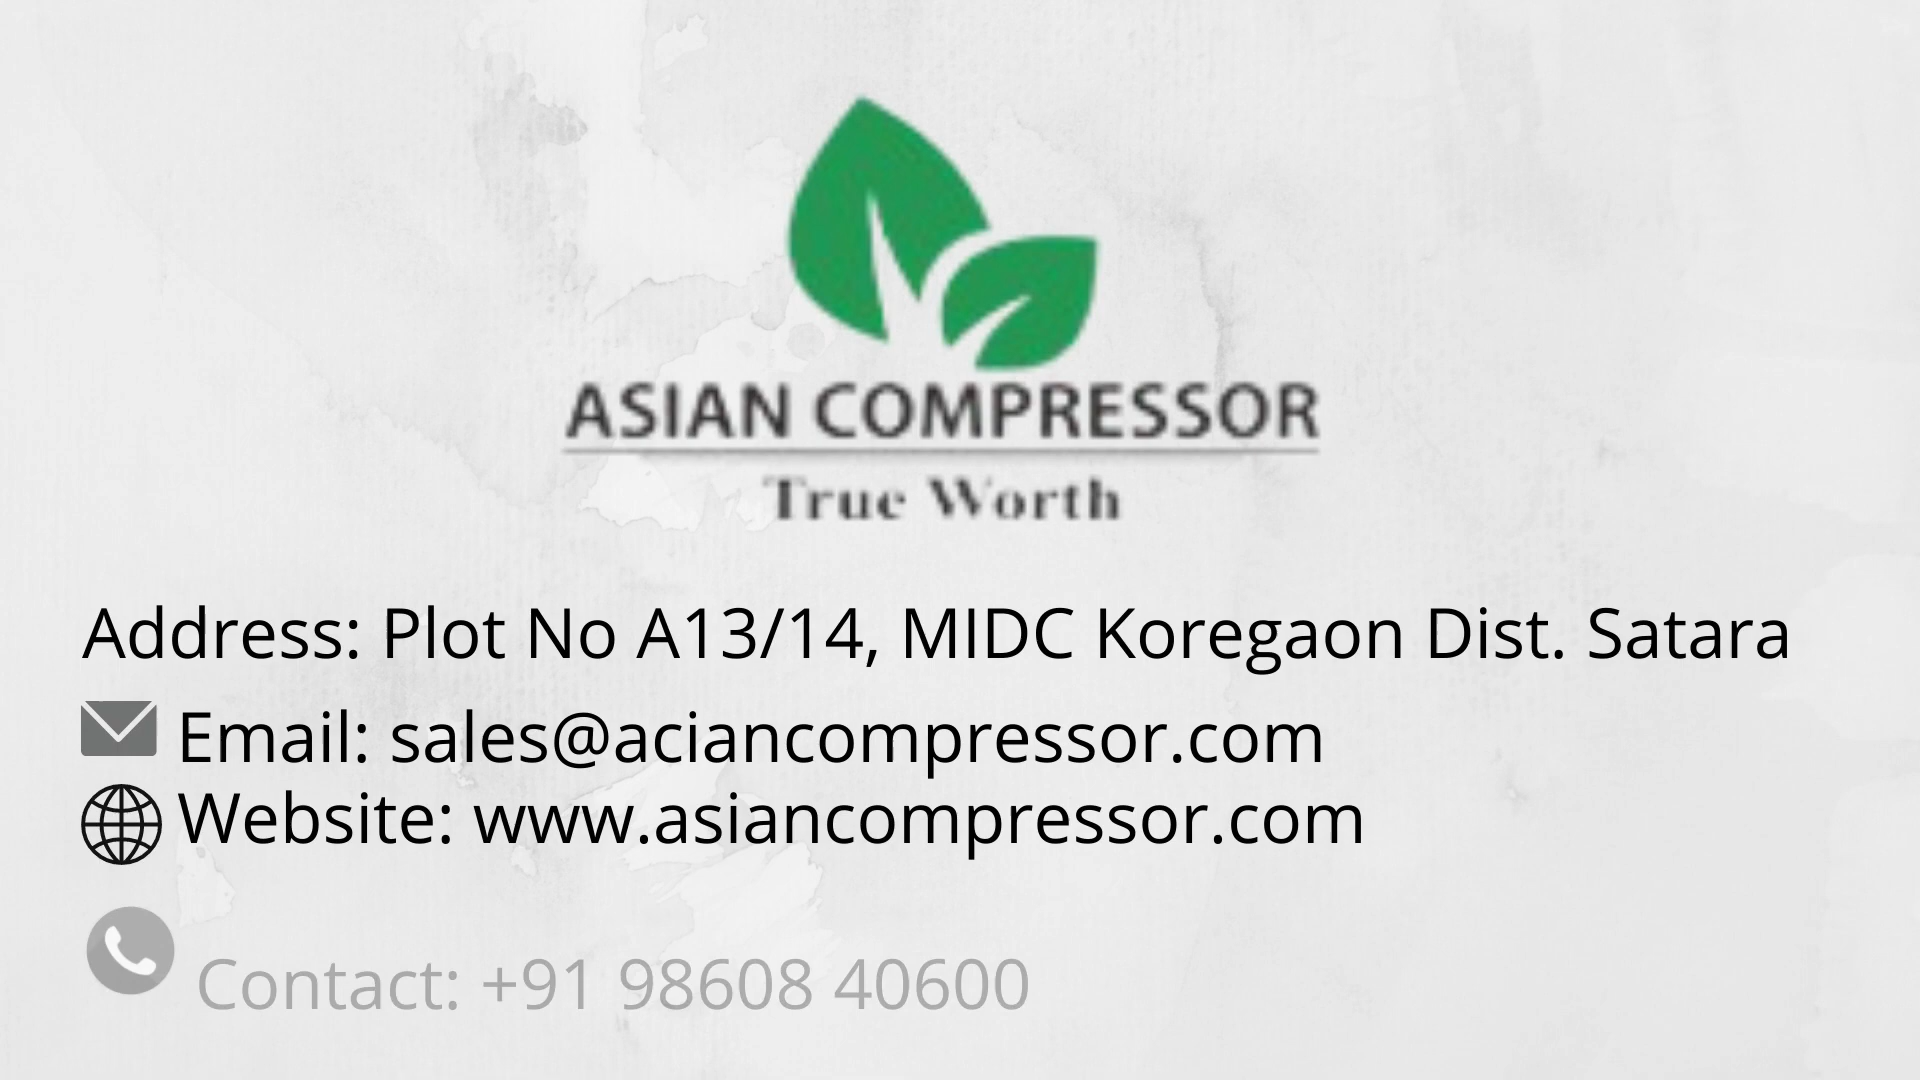 ASIAN COMPRESSOR
True Worth
Address: Plot No A13/14, MIDC Koregaon Dist. Satara
Email: sales@aciancompressor.com
Website: www.asiancompressor.com
Contact: +91 98608 40600